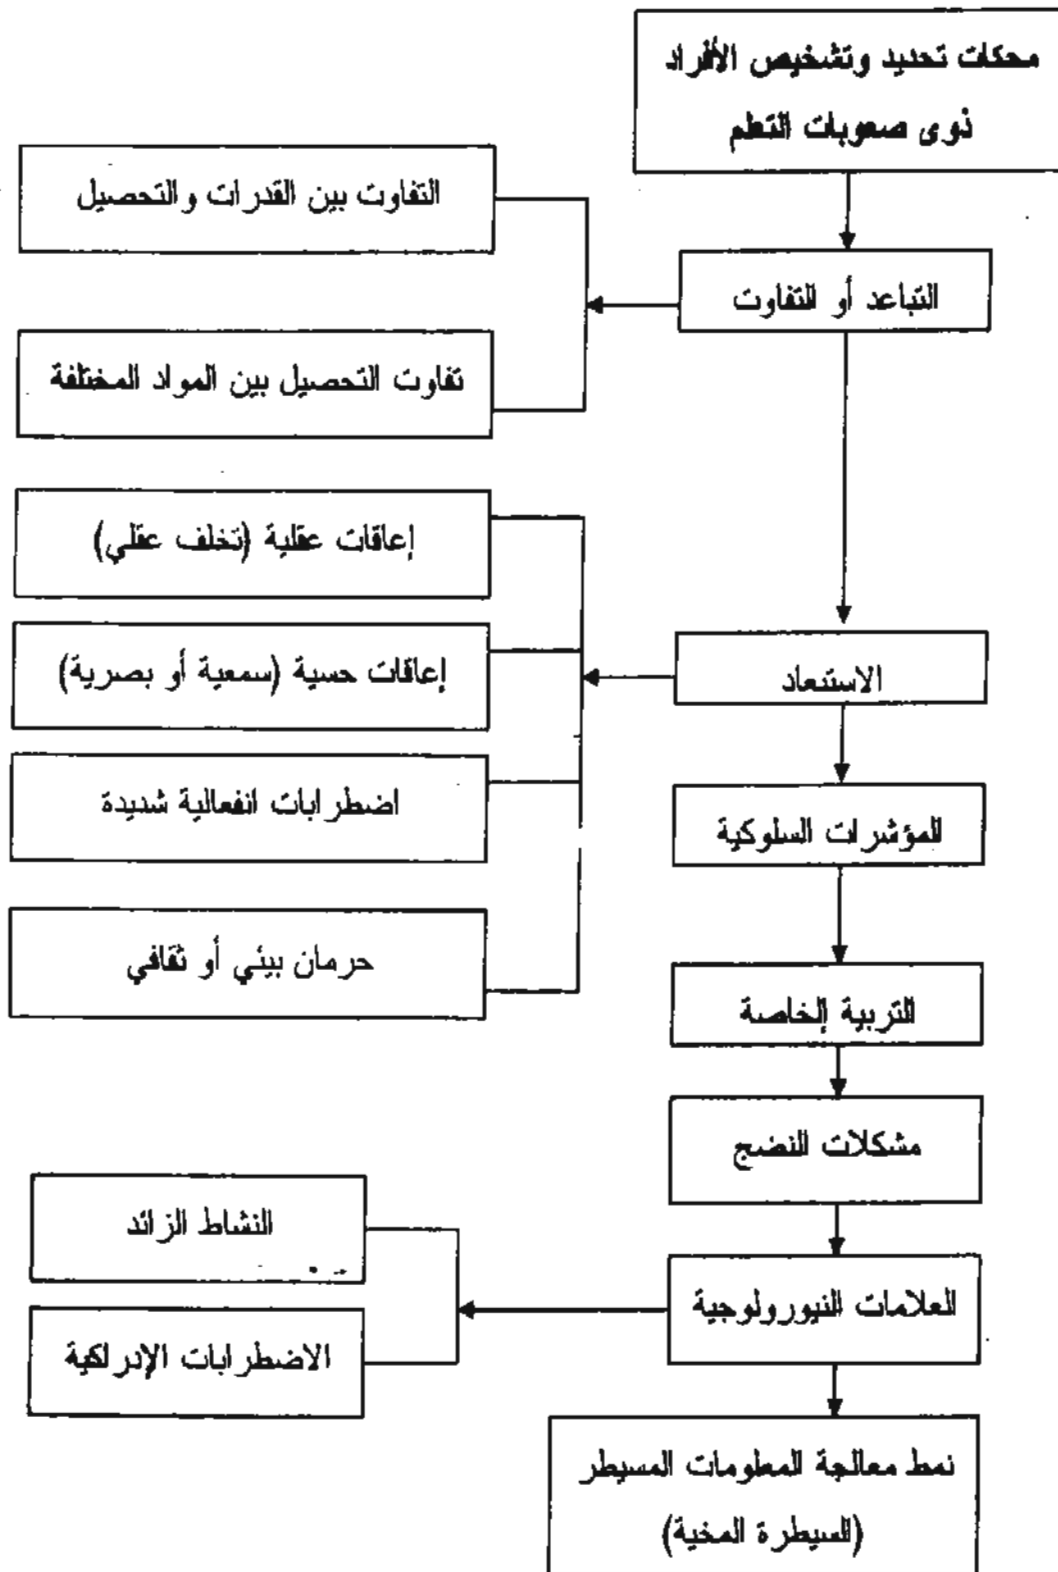 محكات تحديد وتشخيص الأفراد
ذوى صعوبات التعلم
التباعد أو التفاوت
التفاوت بين القدرات والتحصيل
تفاوت التحصيل بين المواد المختلفة
الاستبعاد
إعاقات عقلية (تخلف عقلي)
إعاقات حسية (سمعية أو بصرية)
اضطرابات انفعالية شديدة
حرمان بيئي أو ثقافي
المؤشرات السلوكية
التربية الخاصة
مشكلات النضج
العلامات النيورولوجية
النشاط الزائد
الاضطرابات الإدراكية
نمط معالجة المعلومات المسيطر
(السيطرة المخية)